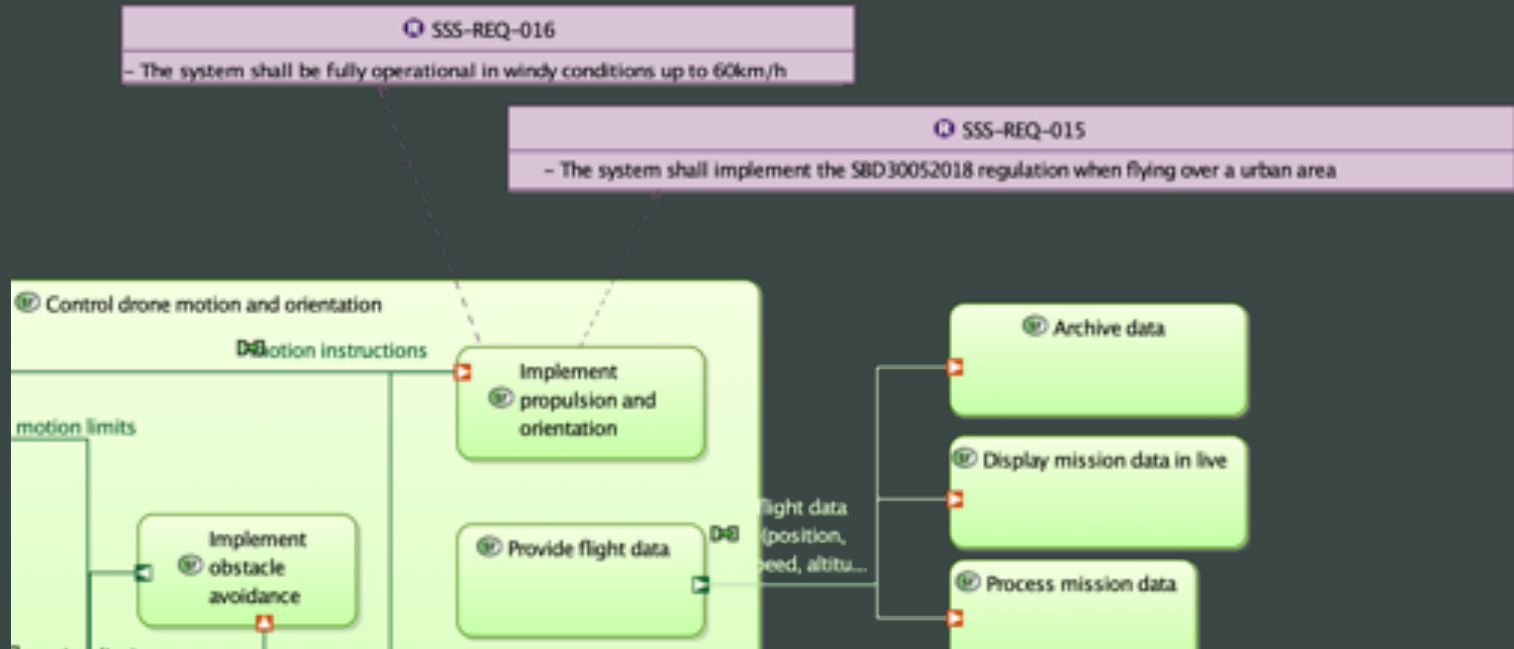 SSS-REQ-016
- The system shall be fully operational in windy conditions up to 60km/h
SSS-REQ-015
- The system shall implement the SBD30052018 regulation when flying over a urban area
Control drone motion and orientation
otion instructions
Implement
propulsion and
orientation
motion limits
Implement
obstacle
avoidance
Provide flight data
flight data
(position,
peed, altitu...
Archive data
Display mission data in live
Process mission data